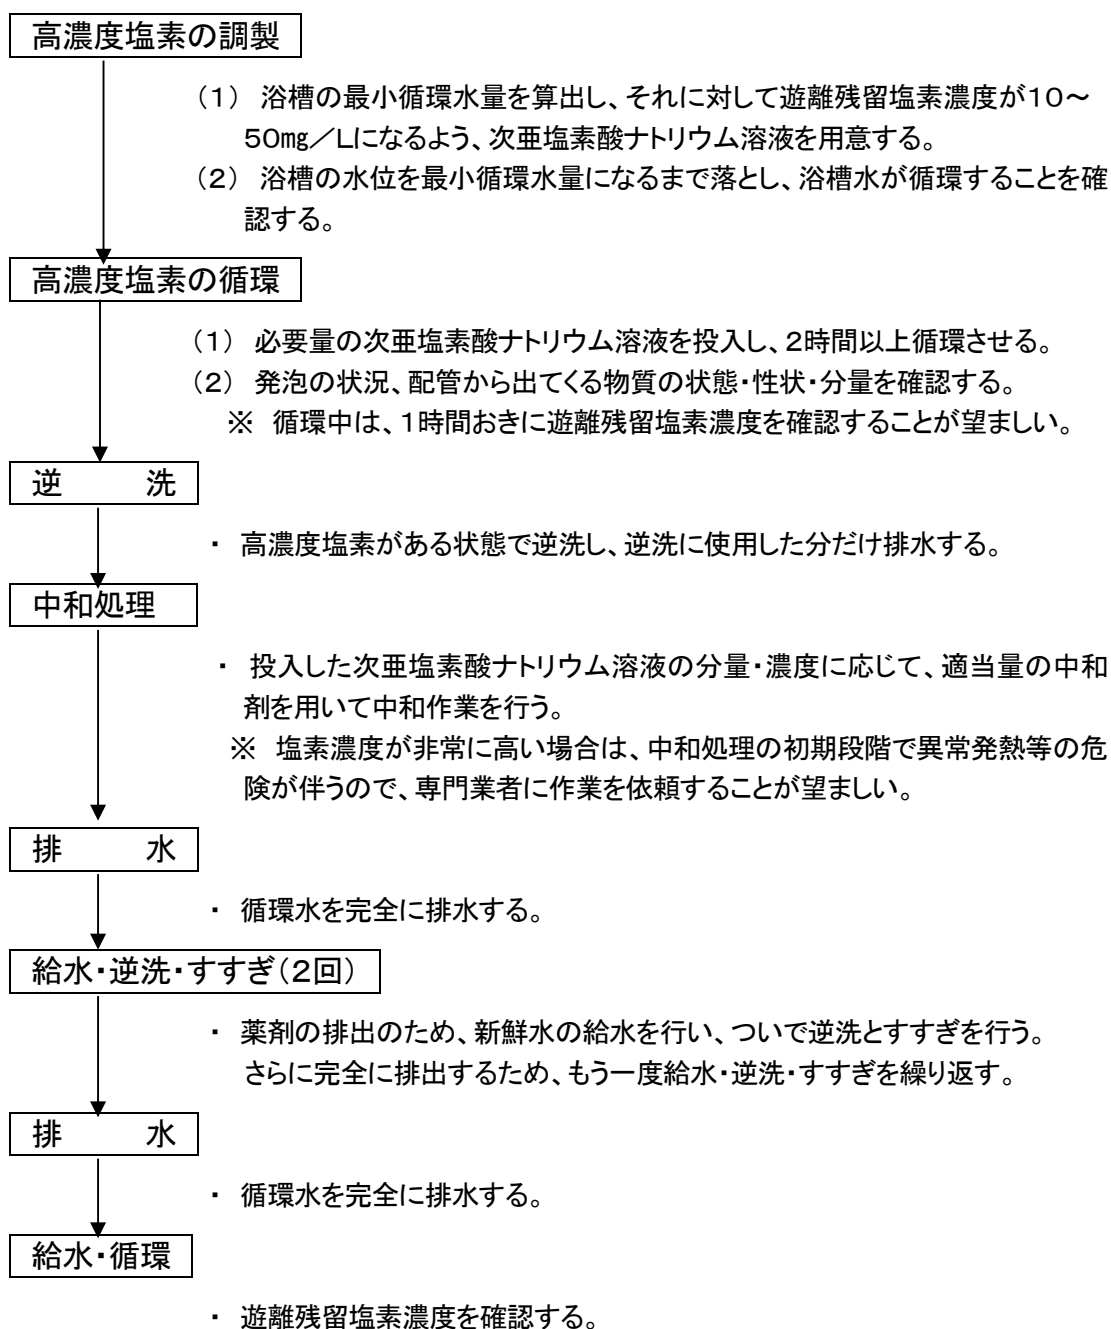 高濃度塩素の調製
（１） 浴槽の最小循環水量を算出し、それに対して遊離残留塩素濃度が１０～
５０㎎／Ｌになるよう、次亜塩素酸ナトリウム溶液を用意する。
（２） 浴槽の水位を最小循環水量になるまで落とし、浴槽水が循環することを確
認する。
高濃度塩素の循環
（１） 必要量の次亜塩素酸ナトリウム溶液を投入し、２時間以上循環させる。
（２） 発泡の状況、配管から出てくる物質の状態・性状・分量を確認する。
※ 循環中は、１時間おきに遊離残留塩素濃度を確認することが望ましい。
逆　　洗
・ 高濃度塩素がある状態で逆洗し、逆洗に使用した分だけ排水する。
中和処理
・ 投入した次亜塩素酸ナトリウム溶液の分量・濃度に応じて、適当量の中和
剤を用いて中和作業を行う。
※ 塩素濃度が非常に高い場合は、中和処理の初期段階で異常発熱等の危
険が伴うので、専門業者に作業を依頼することが望ましい。
排　　水
・ 循環水を完全に排水する。
給水・逆洗・すすぎ（２回）
・ 薬剤の排出のため、新鮮水の給水を行い、ついで逆洗とすすぎを行う。
さらに完全に排出するため、もう一度給水・逆洗・すすぎを繰り返す。
排　　水
・ 循環水を完全に排水する。
給水・循環
・ 遊離残留塩素濃度を確認する。